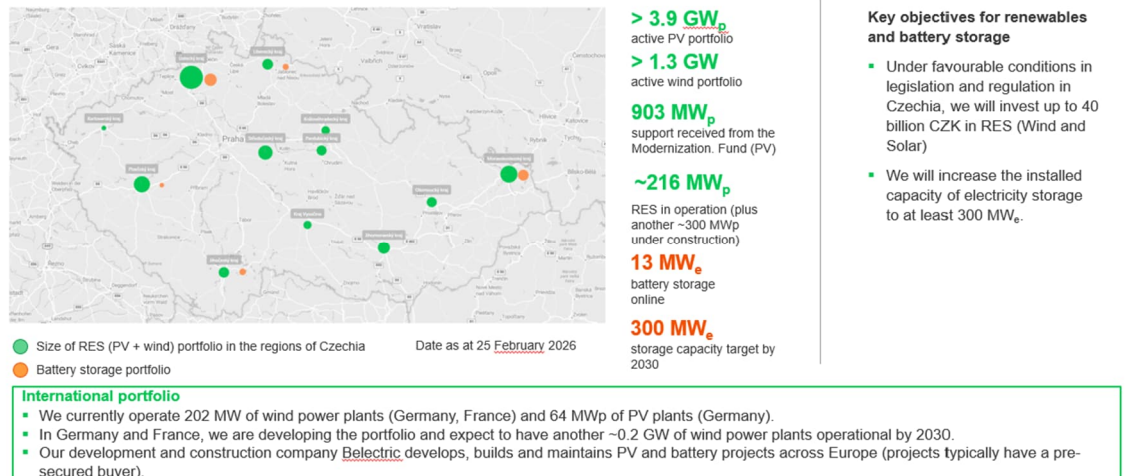 > 3.9 GWp
active PV portfolio
> 1.3 GW
active wind portfolio
903 MWp
support received from the
Modernization. Fund (PV)
~216 MWp
RES in operation (plus
another ~300 MWp
under construction)
13 MWe
battery storage
online
300 MWe
storage capacity target by
2030
Key objectives for renewables
and battery storage
Under favourable conditions in
legislation and regulation in
Czechia, we will invest up to 40
billion CZK in RES (Wind and
Solar)
We will increase the installed
capacity of electricity storage
to at least 300 MWe.
Praha
Size of RES (PV + wind) portfolio in the regions of Czechia
Date as at 25 February 2026
Battery storage portfolio
International portfolio
We currently operate 202 MW of wind power plants (Germany, France) and 64 MWp of PV plants (Germany).
In Germany and France, we are developing the portfolio and expect to have another ~0.2 GW of wind power plants operational by 2030.
Our development and construction company Belectric develops, builds and maintains PV and battery projects across Europe (projects typically have a pre-
secured buyer).